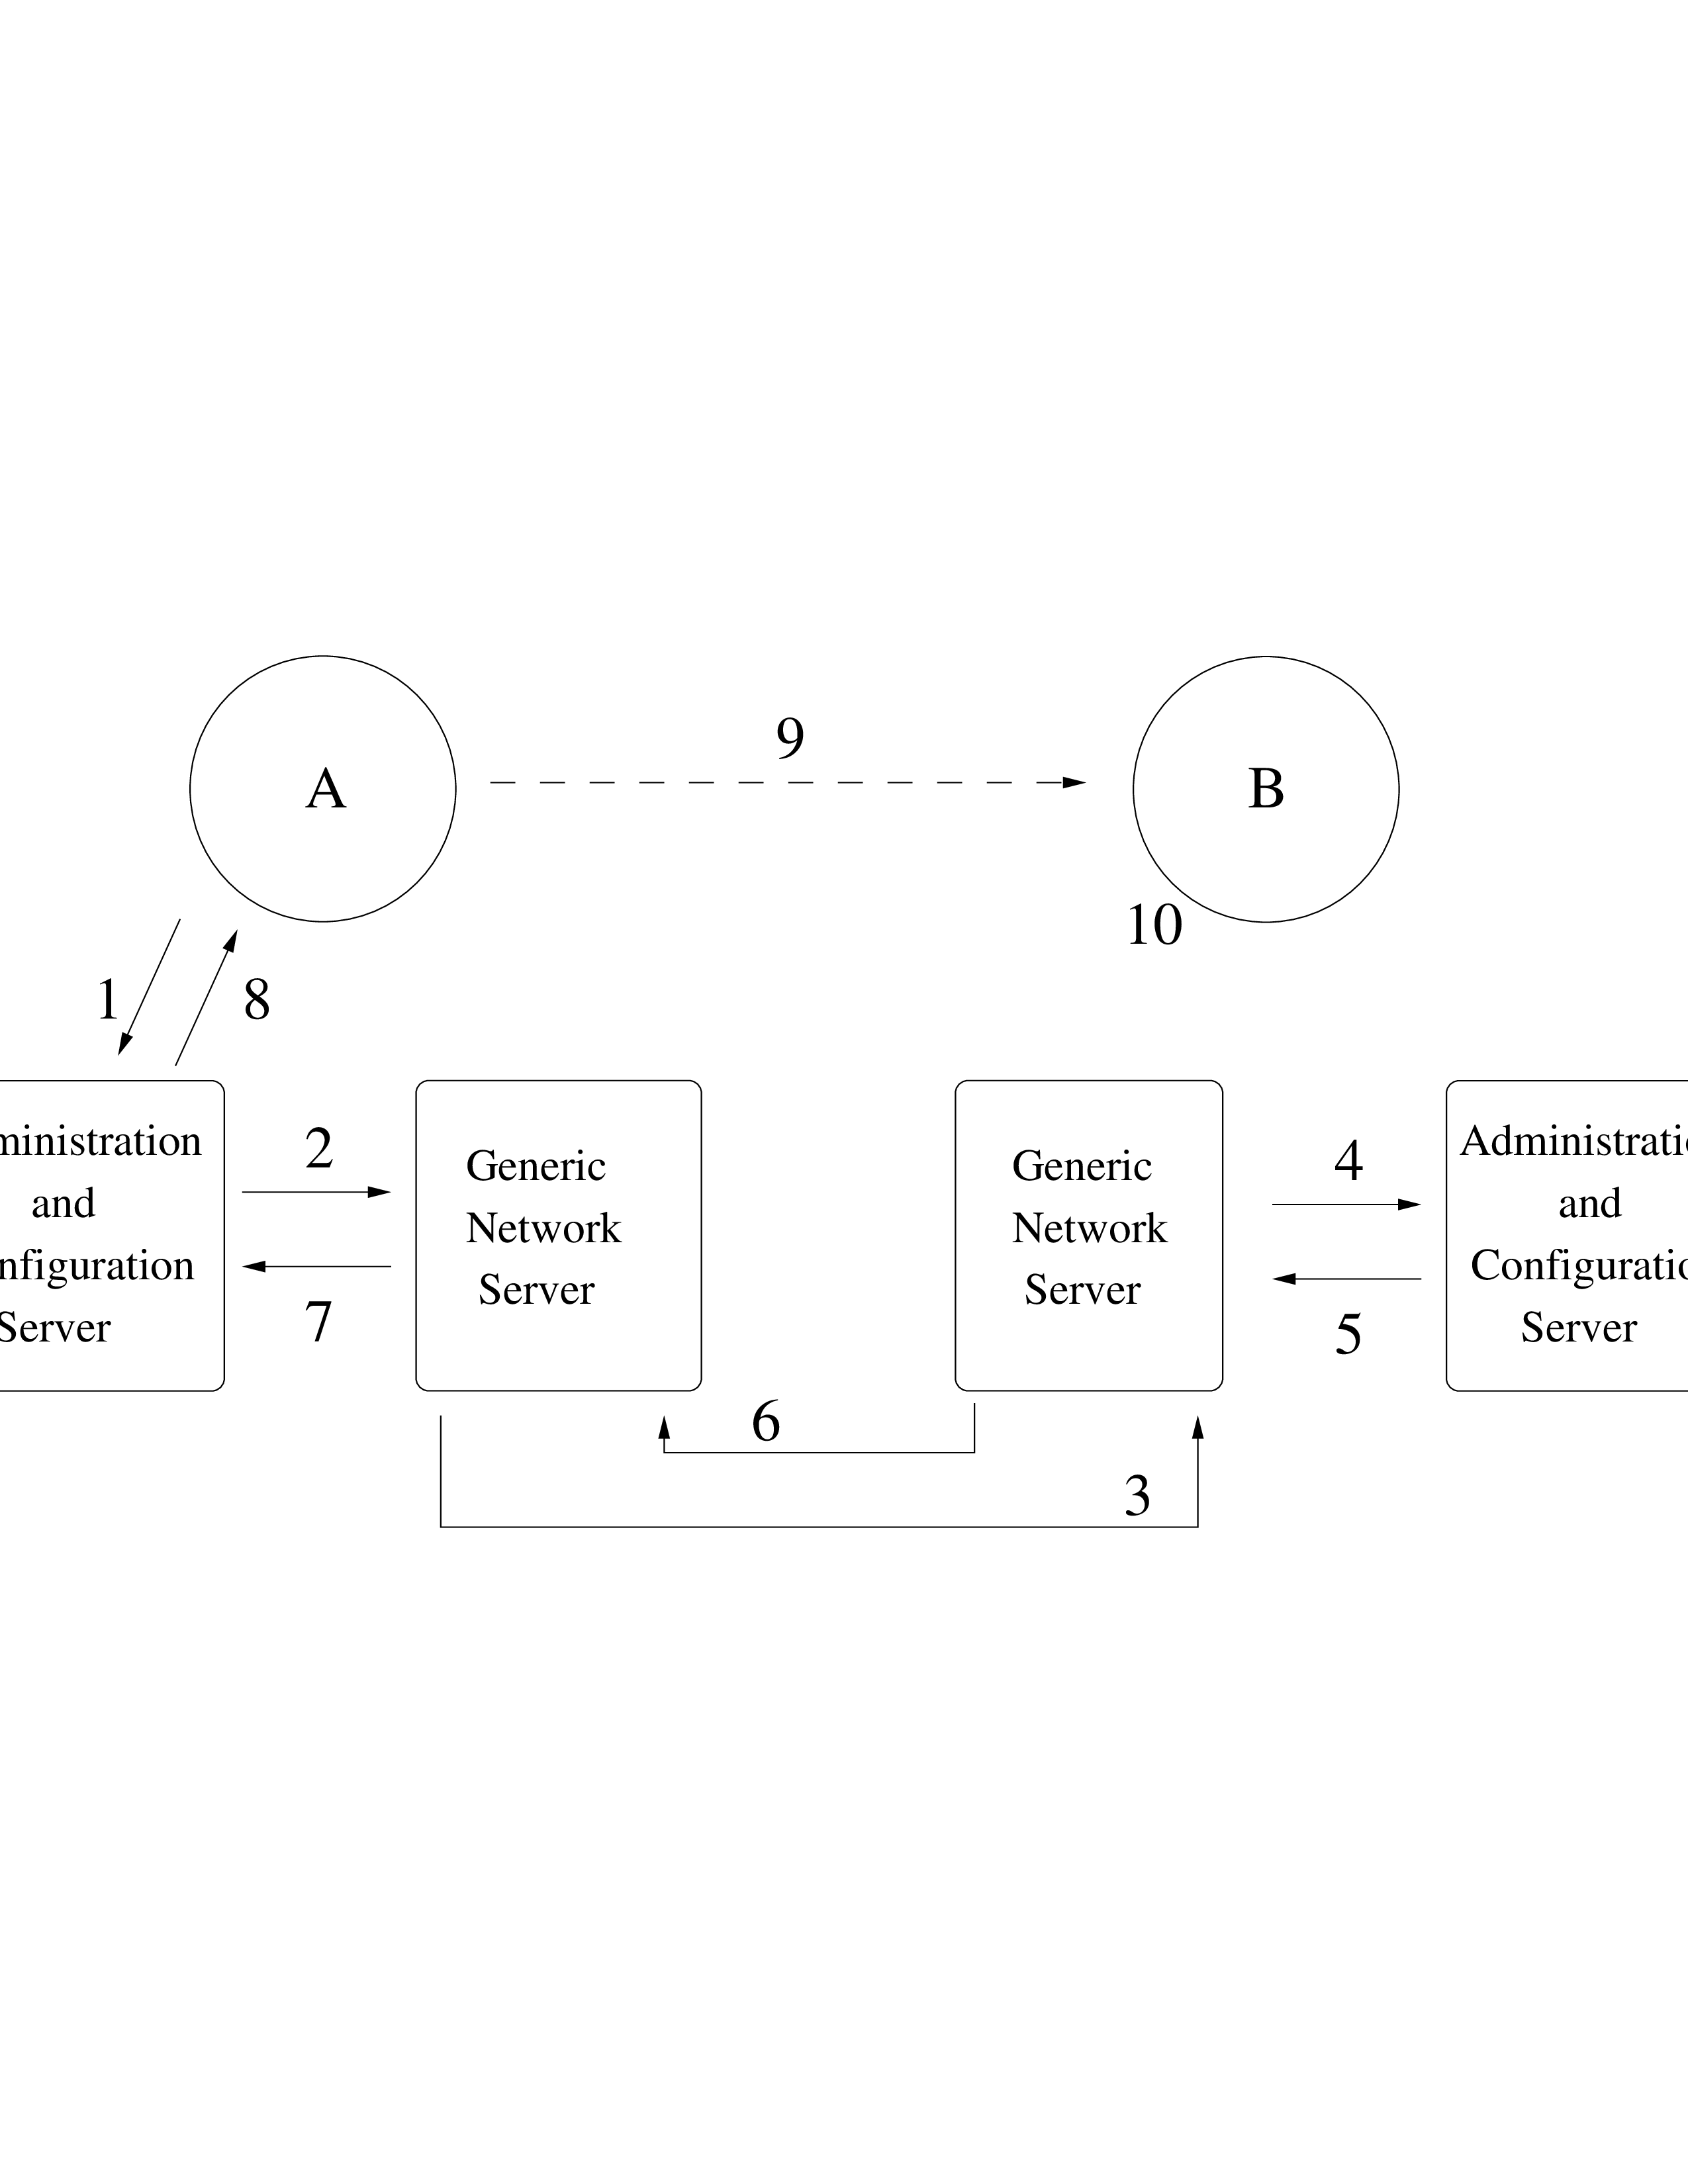 9
A
B
10
1
8
ministration
and
nfiguration
Server
2
7
Generic
Network
Server
Generic
Network
Server
4
5
Administratio
and
Configuratio
Server
6
3